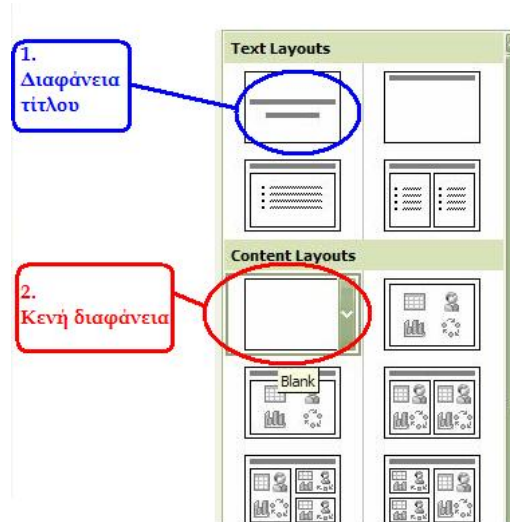 1.
Διαφάνεια
τίτλου
Text Layouts
Content Layouts
2.
Κενή διαφάνεια
Blank